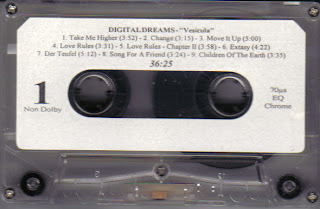 DIGITALDREAMS - "Vesicula"
1. Take Me Higher (3:52) - 2. Change (3:15) - 3. Move It Up (5:00)
4. Love Rules (3:31) - 5. Love Rules - Chapter II (3:58) - 6. Extasy (4:22)
7. Der Teufel (5:12) - 8. Song For A Friend (3:24) - 9. Children Of The Earth (3:35)
36:25
1
Non Dolby
70µs
EQ
Chrome